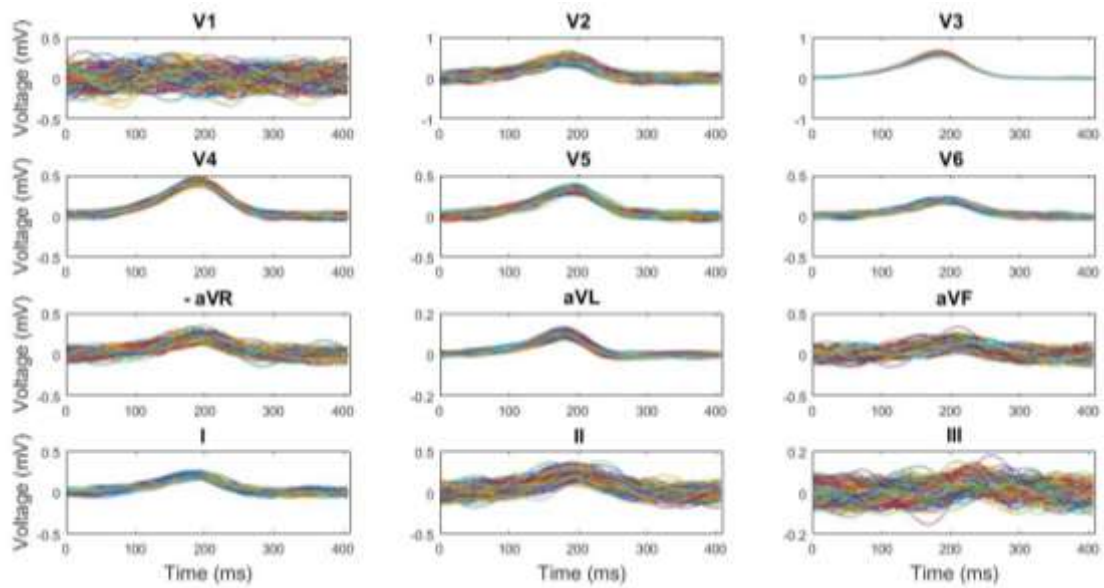 V1 V2 V3
Voltage (mV) 0.5 0 -0.5 1 0 -1 1 0 -1
0 100 200 300 400 0 100 200 300 400 0 100 200 300 400
V4 V5 V6
Voltage (mV) 0.5 0 -0.5 0.5 0 -0.5 0.5 0 -0.5
0 100 200 300 400 0 100 200 300 400 0 100 200 300 400
- aVR aVL aVF
Voltage (mV) 0.5 0 -0.5 0.2 0 -0.2 0.5 0 -0.5
0 100 200 300 400 0 100 200 300 400 0 100 200 300 400
I II III
Voltage (mV) 0.5 0 -0.5 0.5 0 -0.5 0.2 0 -0.2
0 100 200 300 400 0 100 200 300 400 0 100 200 300 400
Time (ms) Time (ms) Time (ms)